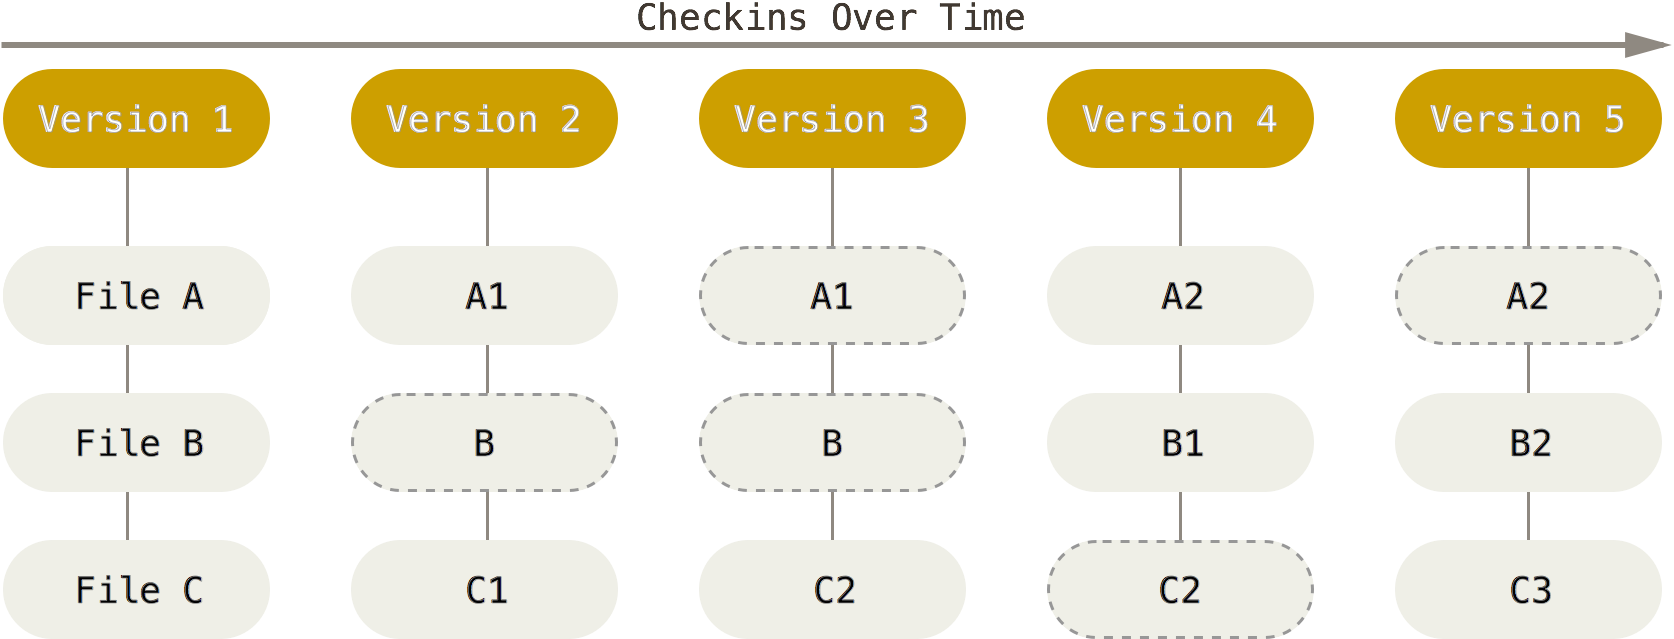 Checkins Over Time
Version 1
Version 2
Version 3
Version 4
Version 5
File A
A1
A1
A2
A2
File B
B
B
B1
B2
File C
C1
C2
C2
C3